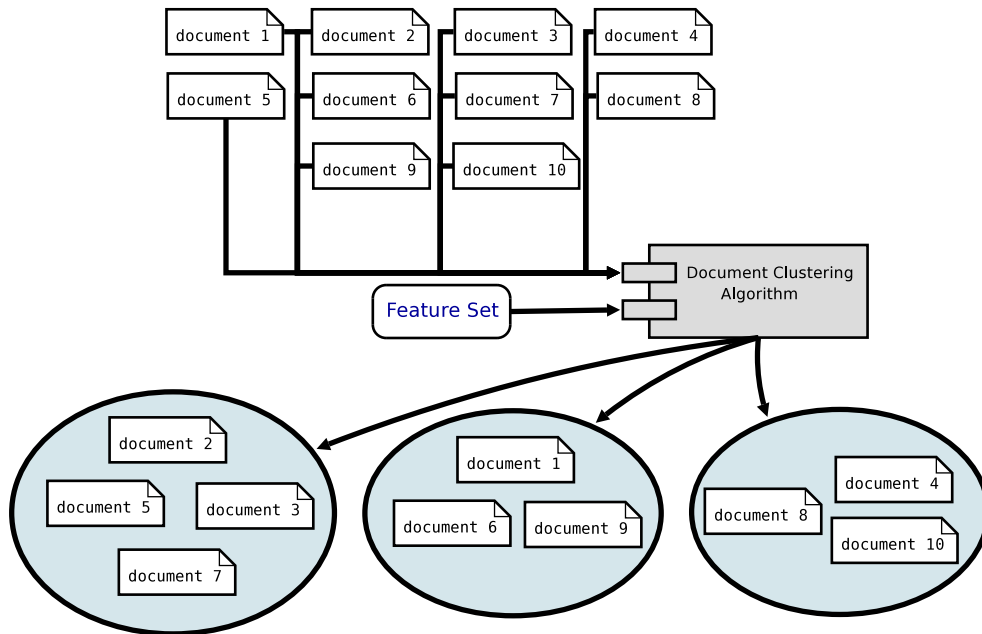 document 1
document 2
document 3
document 4
document 5
document 6
document 7
document 8
document 9
document 10
Document Clustering
Algorithm
Feature Set
document 2
document 5
document 3
document 7
document 1
document 6
document 9
document 4
document 8
document 10